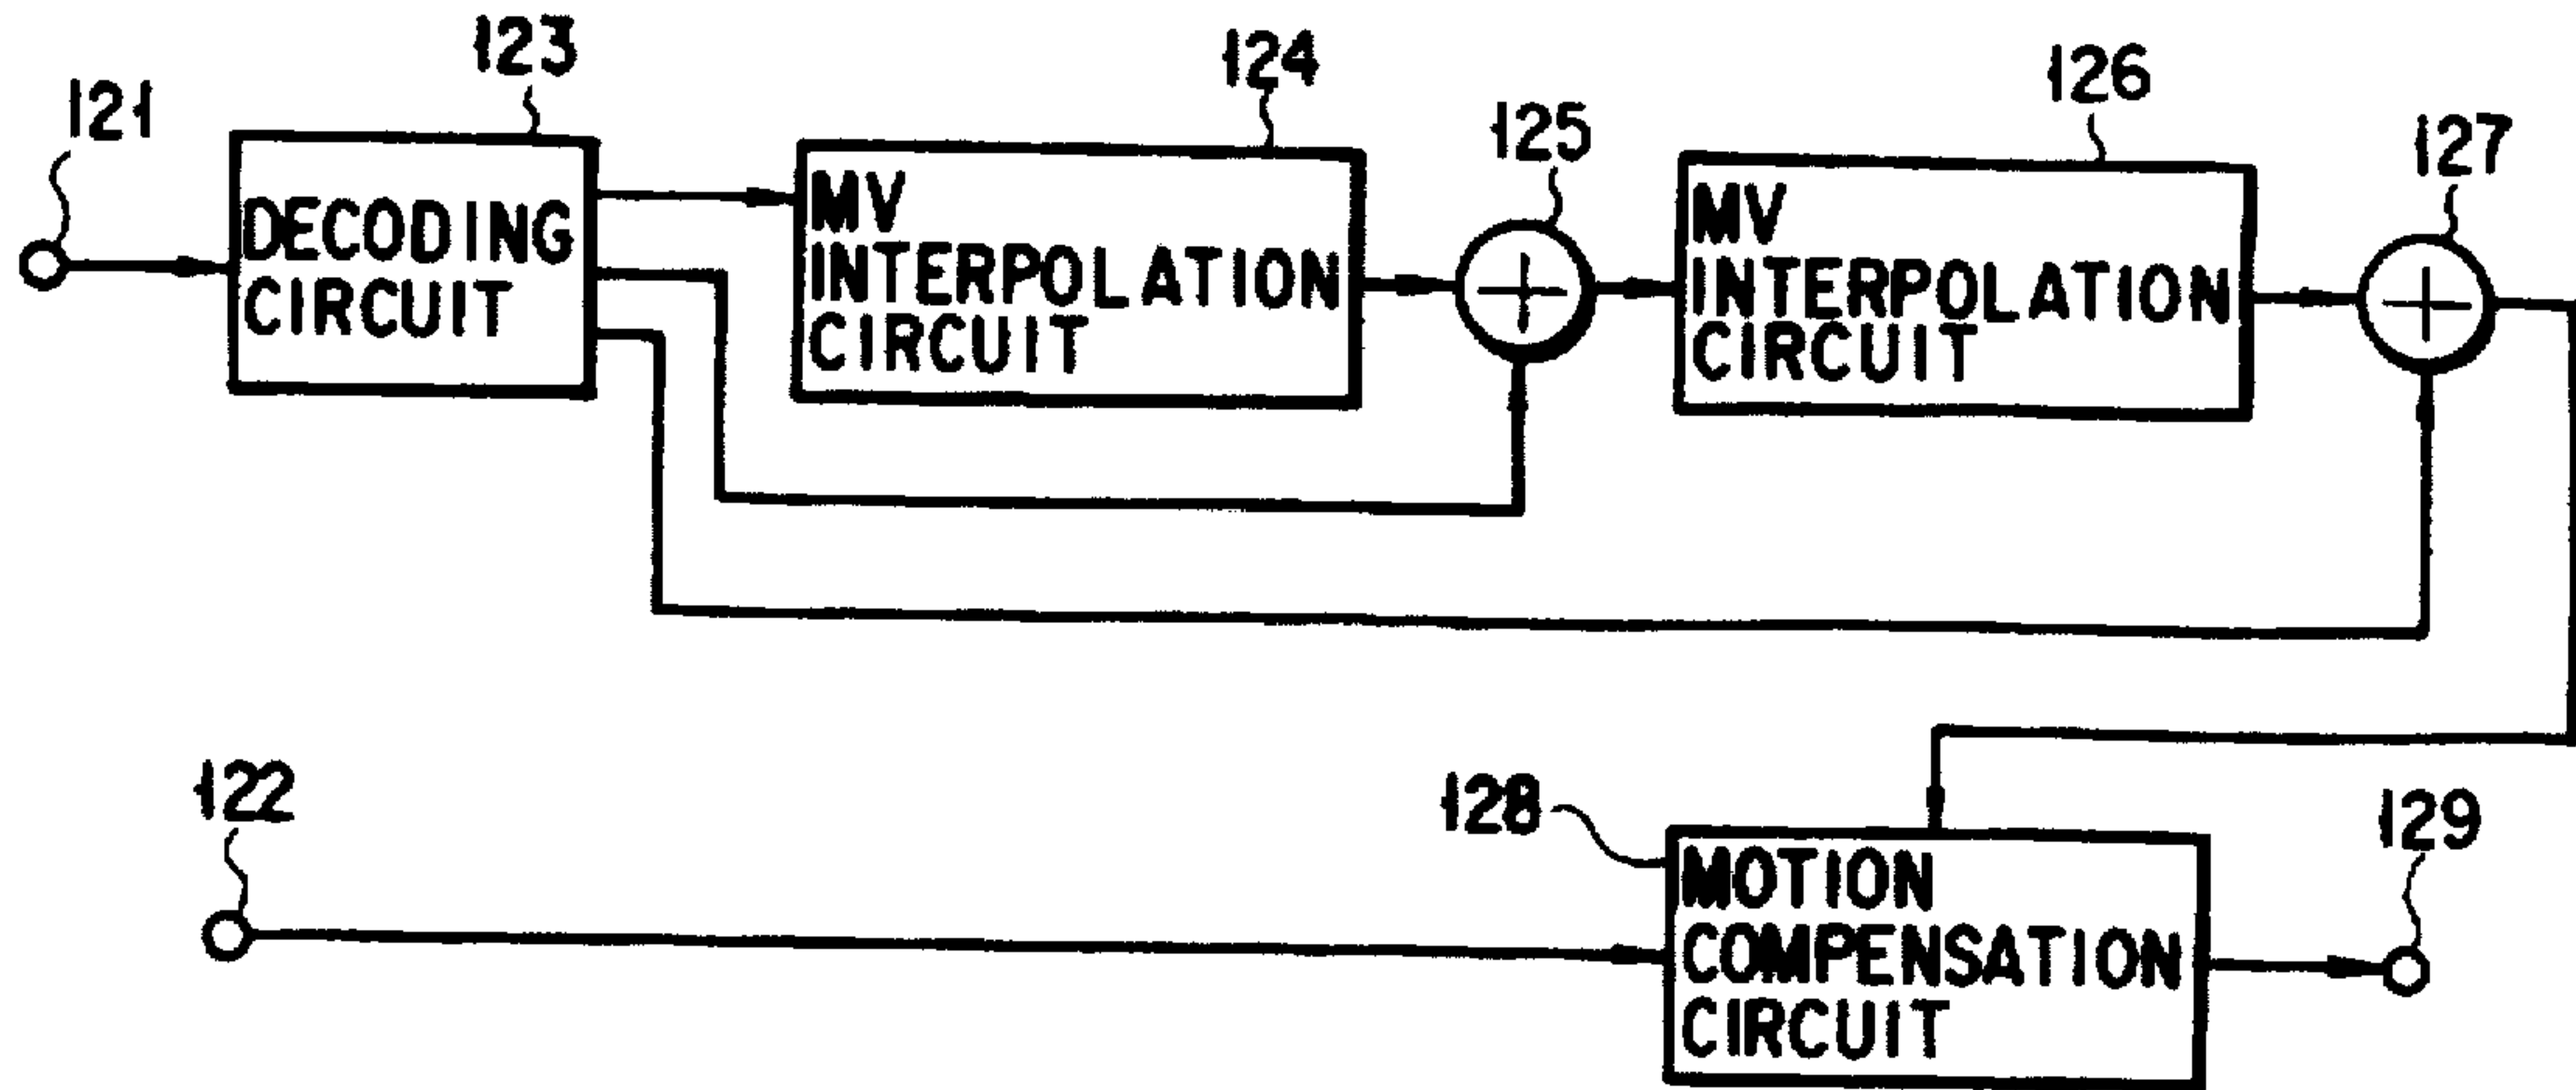 121
123
124
125
126
127
DECODING
CIRCUIT
MV
INTERPOLATION
CIRCUIT
MV
INTERPOLATION
CIRCUIT
122
128
129
MOTION
COMPENSATION
CIRCUIT